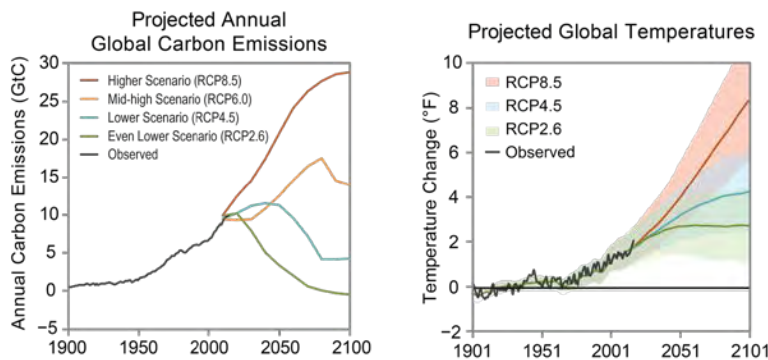 Projected Annual
Global Carbon Emissions
Annual Carbon Emissions (GtC)
30
25
20
15
10
5
0
−5
Higher Scenario (RCP8.5)
Mid-high Scenario (RCP6.0)
Lower Scenario (RCP4.5)
Even Lower Scenario (RCP2.6)
Observed
1900 1950 2000 2050 2100
Projected Global Temperatures
Temperature Change (°F)
10
8
6
4
2
0
−2
RCP8.5
RCP4.5
RCP2.6
Observed
1901 1951 2001 2051 2101